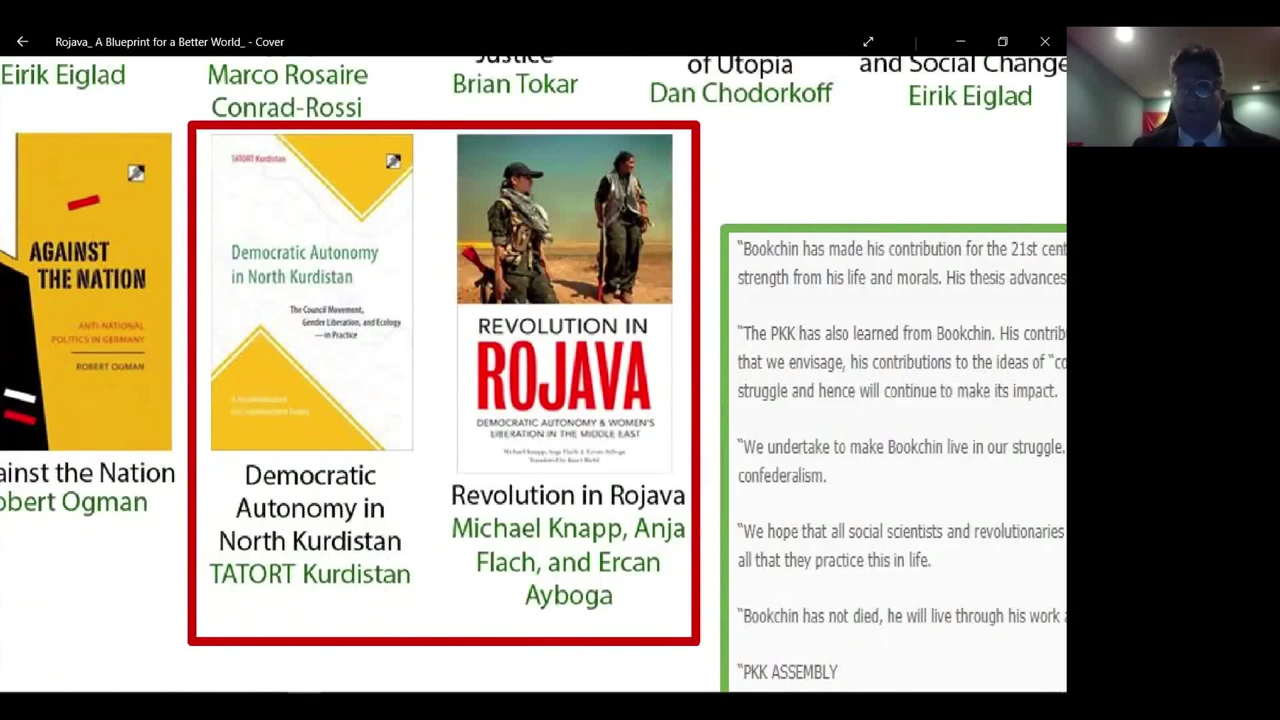 Rojava_ A Blueprint for a Better World_ - Cover
Eirik Eiglad
Marco Rosaire
Conrad-Rossi
Justice
Brian Tokar
of Utopia
Dan Chodorkoff
and Social Change
Eirik Eiglad
AGAINST
THE NATION
ANTI-NATIONAL
POLITICS IN GERMANY
ROBERT OGMAN
ainst the Nation
obert Ogman
TATORT Kurdistan
Democratic Autonomy
in North Kurdistan
The Council Movement,
Gender Liberation, and Ecology
—in Practice
Democratic
Autonomy in
North Kurdistan
TATORT Kurdistan
REVOLUTION IN
ROJAVA
DEMOCRATIC AUTONOMY & WOMEN'S
LIBERATION IN THE MIDDLE EAST
Revolution in Rojava
Michael Knapp, Anja
Flach, and Ercan
Ayboga
“Bookchin has made his contribution for the 21st cent
strength from his life and morals. His thesis advances
“The PKK has also learned from Bookchin. His contrib
that we envisage, his contributions to the ideas of “co
struggle and hence will continue to make its impact.
“We undertake to make Bookchin live in our struggle.
confederalism.
“We hope that all social scientists and revolutionaries
all that they practice this in life.
“Bookchin has not died, he will live through his work a
“PKK ASSEMBLY